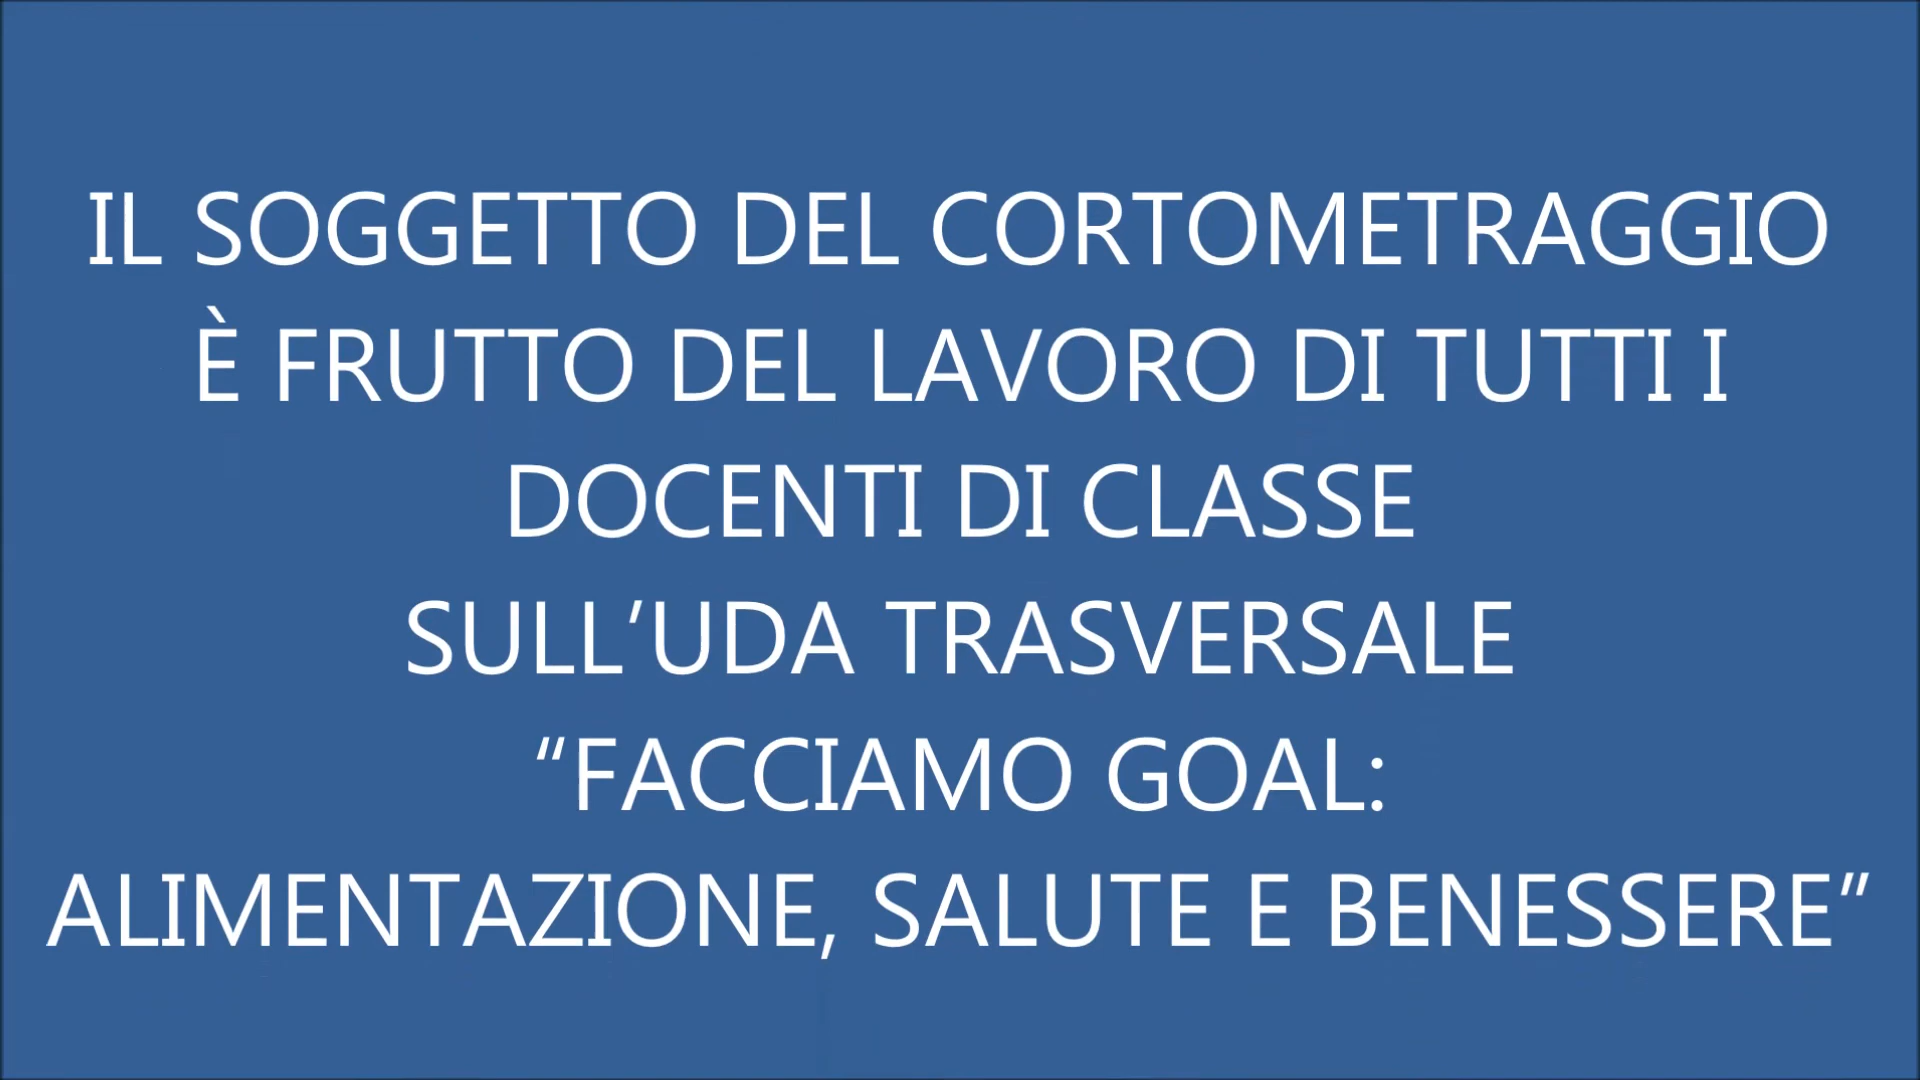 IL SOGGETTO DEL CORTOMETRAGGIO
È FRUTTO DEL LAVORO DI TUTTI I
DOCENTI DI CLASSE
SULL’UDA TRASVERSALE
“FACCIAMO GOAL:
ALIMENTAZIONE, SALUTE E BENESSERE”